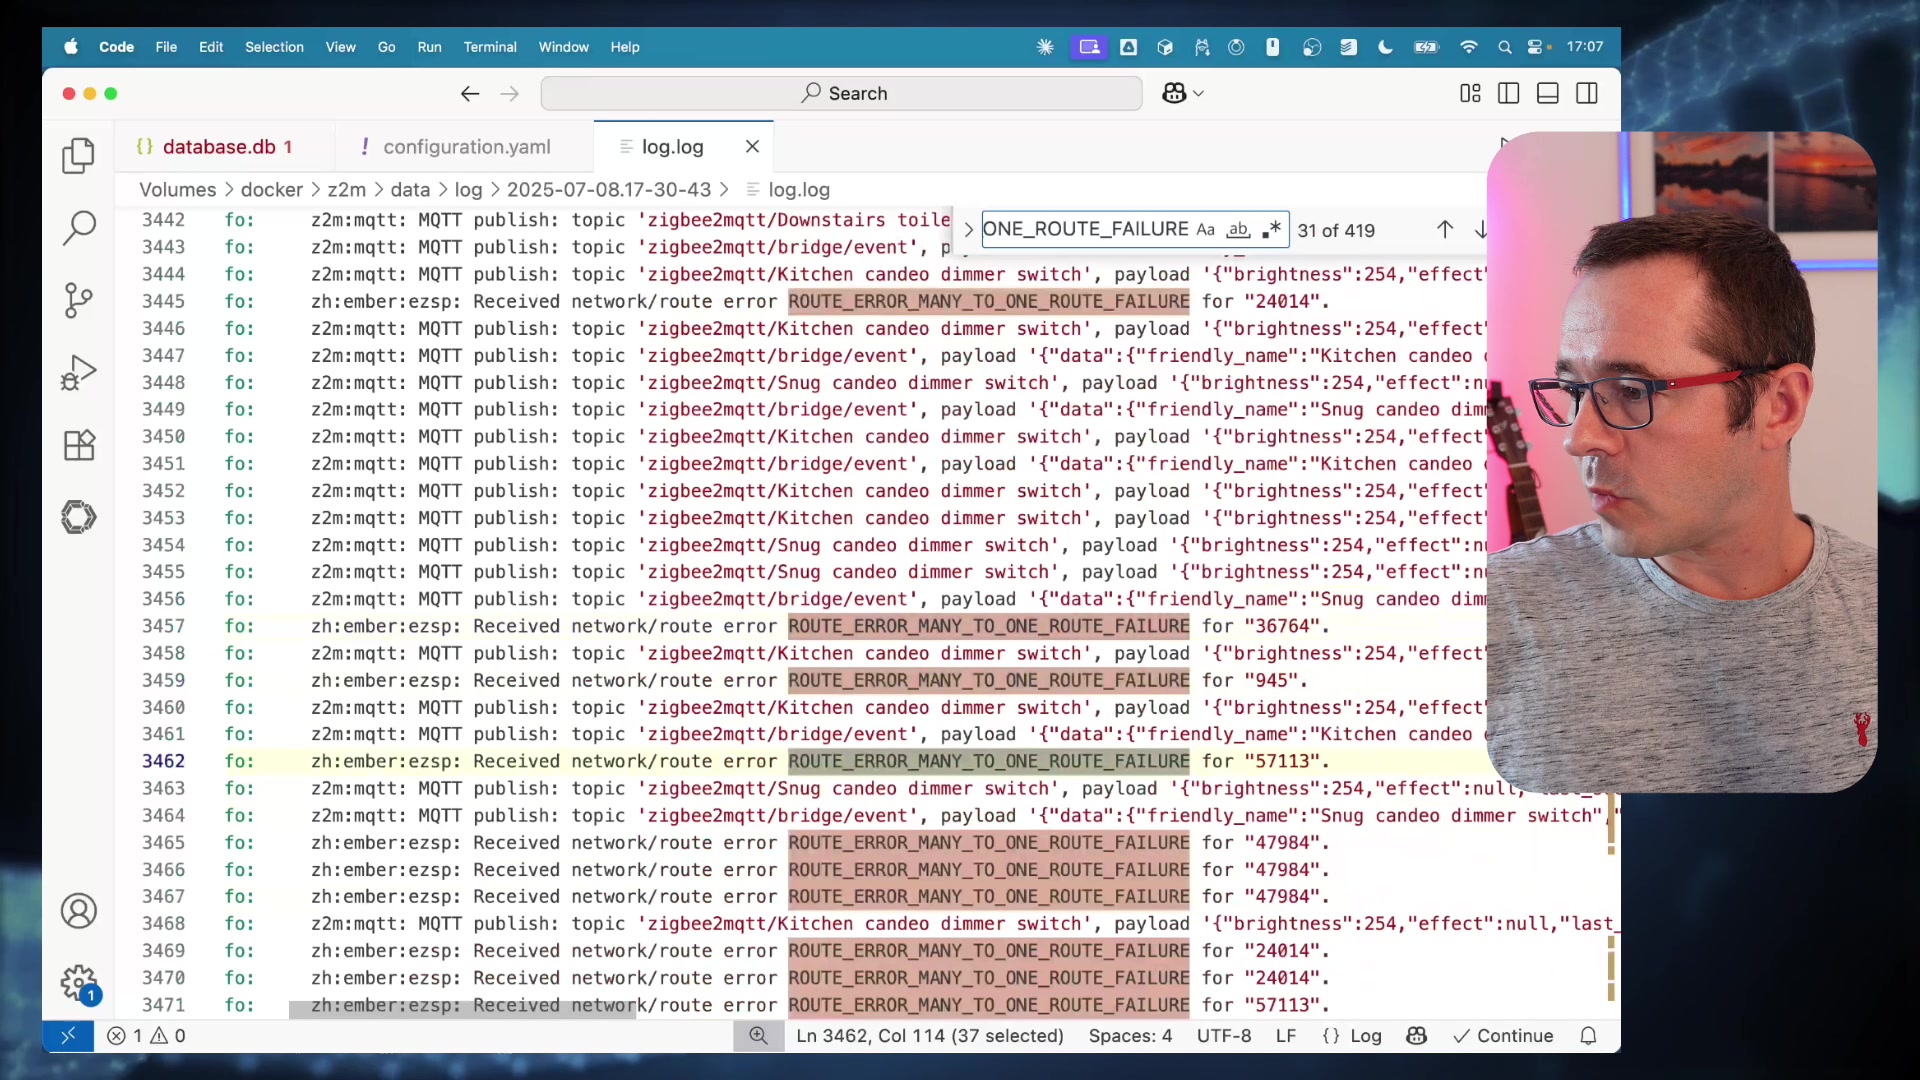 Code File Edit Selection View Go Run Terminal Window Help 17:07
Search
database.db 1 configuration.yaml log.log
Volumes > docker > z2m > data > log > 2025-07-08.17-30-43 > log.log
ONE_ROUTE_FAILURE Aa ab .* 31 of 419
3442 fo: z2m:mqtt: MQTT publish: topic 'zigbee2mqtt/Downstairs toile
3443 fo: z2m:mqtt: MQTT publish: topic 'zigbee2mqtt/bridge/event', p
3444 fo: z2m:mqtt: MQTT publish: topic 'zigbee2mqtt/Kitchen candeo dimmer switch', payload '{"brightness":254,"effect"
3445 fo: zh:ember:ezsp: Received network/route error ROUTE_ERROR_MANY_TO_ONE_ROUTE_FAILURE for "24014".
3446 fo: z2m:mqtt: MQTT publish: topic 'zigbee2mqtt/Kitchen candeo dimmer switch', payload '{"brightness":254,"effect"
3447 fo: z2m:mqtt: MQTT publish: topic 'zigbee2mqtt/bridge/event', payload '{"data":{"friendly_name":"Kitchen candeo
3448 fo: z2m:mqtt: MQTT publish: topic 'zigbee2mqtt/Snug candeo dimmer switch', payload '{"brightness":254,"effect":nu
3449 fo: z2m:mqtt: MQTT publish: topic 'zigbee2mqtt/bridge/event', payload '{"data":{"friendly_name":"Snug candeo dim
3450 fo: z2m:mqtt: MQTT publish: topic 'zigbee2mqtt/Kitchen candeo dimmer switch', payload '{"brightness":254,"effect"
3451 fo: z2m:mqtt: MQTT publish: topic 'zigbee2mqtt/bridge/event', payload '{"data":{"friendly_name":"Kitchen candeo
3452 fo: z2m:mqtt: MQTT publish: topic 'zigbee2mqtt/Kitchen candeo dimmer switch', payload '{"brightness":254,"effect"
3453 fo: z2m:mqtt: MQTT publish: topic 'zigbee2mqtt/Kitchen candeo dimmer switch', payload '{"brightness":254,"effect"
3454 fo: z2m:mqtt: MQTT publish: topic 'zigbee2mqtt/Snug candeo dimmer switch', payload '{"brightness":254,"effect":nu
3455 fo: z2m:mqtt: MQTT publish: topic 'zigbee2mqtt/Snug candeo dimmer switch', payload '{"brightness":254,"effect":nu
3456 fo: z2m:mqtt: MQTT publish: topic 'zigbee2mqtt/bridge/event', payload '{"data":{"friendly_name":"Snug candeo dim
3457 fo: zh:ember:ezsp: Received network/route error ROUTE_ERROR_MANY_TO_ONE_ROUTE_FAILURE for "36764".
3458 fo: z2m:mqtt: MQTT publish: topic 'zigbee2mqtt/Kitchen candeo dimmer switch', payload '{"brightness":254,"effect"
3459 fo: zh:ember:ezsp: Received network/route error ROUTE_ERROR_MANY_TO_ONE_ROUTE_FAILURE for "945".
3460 fo: z2m:mqtt: MQTT publish: topic 'zigbee2mqtt/Kitchen candeo dimmer switch', payload '{"brightness":254,"effect"
3461 fo: z2m:mqtt: MQTT publish: topic 'zigbee2mqtt/bridge/event', payload '{"data":{"friendly_name":"Kitchen candeo
3462 fo: zh:ember:ezsp: Received network/route error ROUTE_ERROR_MANY_TO_ONE_ROUTE_FAILURE for "57113".
3463 fo: z2m:mqtt: MQTT publish: topic 'zigbee2mqtt/Snug candeo dimmer switch', payload '{"brightness":254,"effect":null,
3464 fo: z2m:mqtt: MQTT publish: topic 'zigbee2mqtt/bridge/event', payload '{"data":{"friendly_name":"Snug candeo dimmer switch","
3465 fo: zh:ember:ezsp: Received network/route error ROUTE_ERROR_MANY_TO_ONE_ROUTE_FAILURE for "47984".
3466 fo: zh:ember:ezsp: Received network/route error ROUTE_ERROR_MANY_TO_ONE_ROUTE_FAILURE for "47984".
3467 fo: zh:ember:ezsp: Received network/route error ROUTE_ERROR_MANY_TO_ONE_ROUTE_FAILURE for "47984".
3468 fo: z2m:mqtt: MQTT publish: topic 'zigbee2mqtt/Kitchen candeo dimmer switch', payload '{"brightness":254,"effect":null,"last_
3469 fo: zh:ember:ezsp: Received network/route error ROUTE_ERROR_MANY_TO_ONE_ROUTE_FAILURE for "24014".
3470 fo: zh:ember:ezsp: Received network/route error ROUTE_ERROR_MANY_TO_ONE_ROUTE_FAILURE for "24014".
3471 fo: zh:ember:ezsp: Received network/route error ROUTE_ERROR_MANY_TO_ONE_ROUTE_FAILURE for "57113".
1
1 0 Ln 3462, Col 114 (37 selected) Spaces: 4 UTF-8 LF {} Log Continue